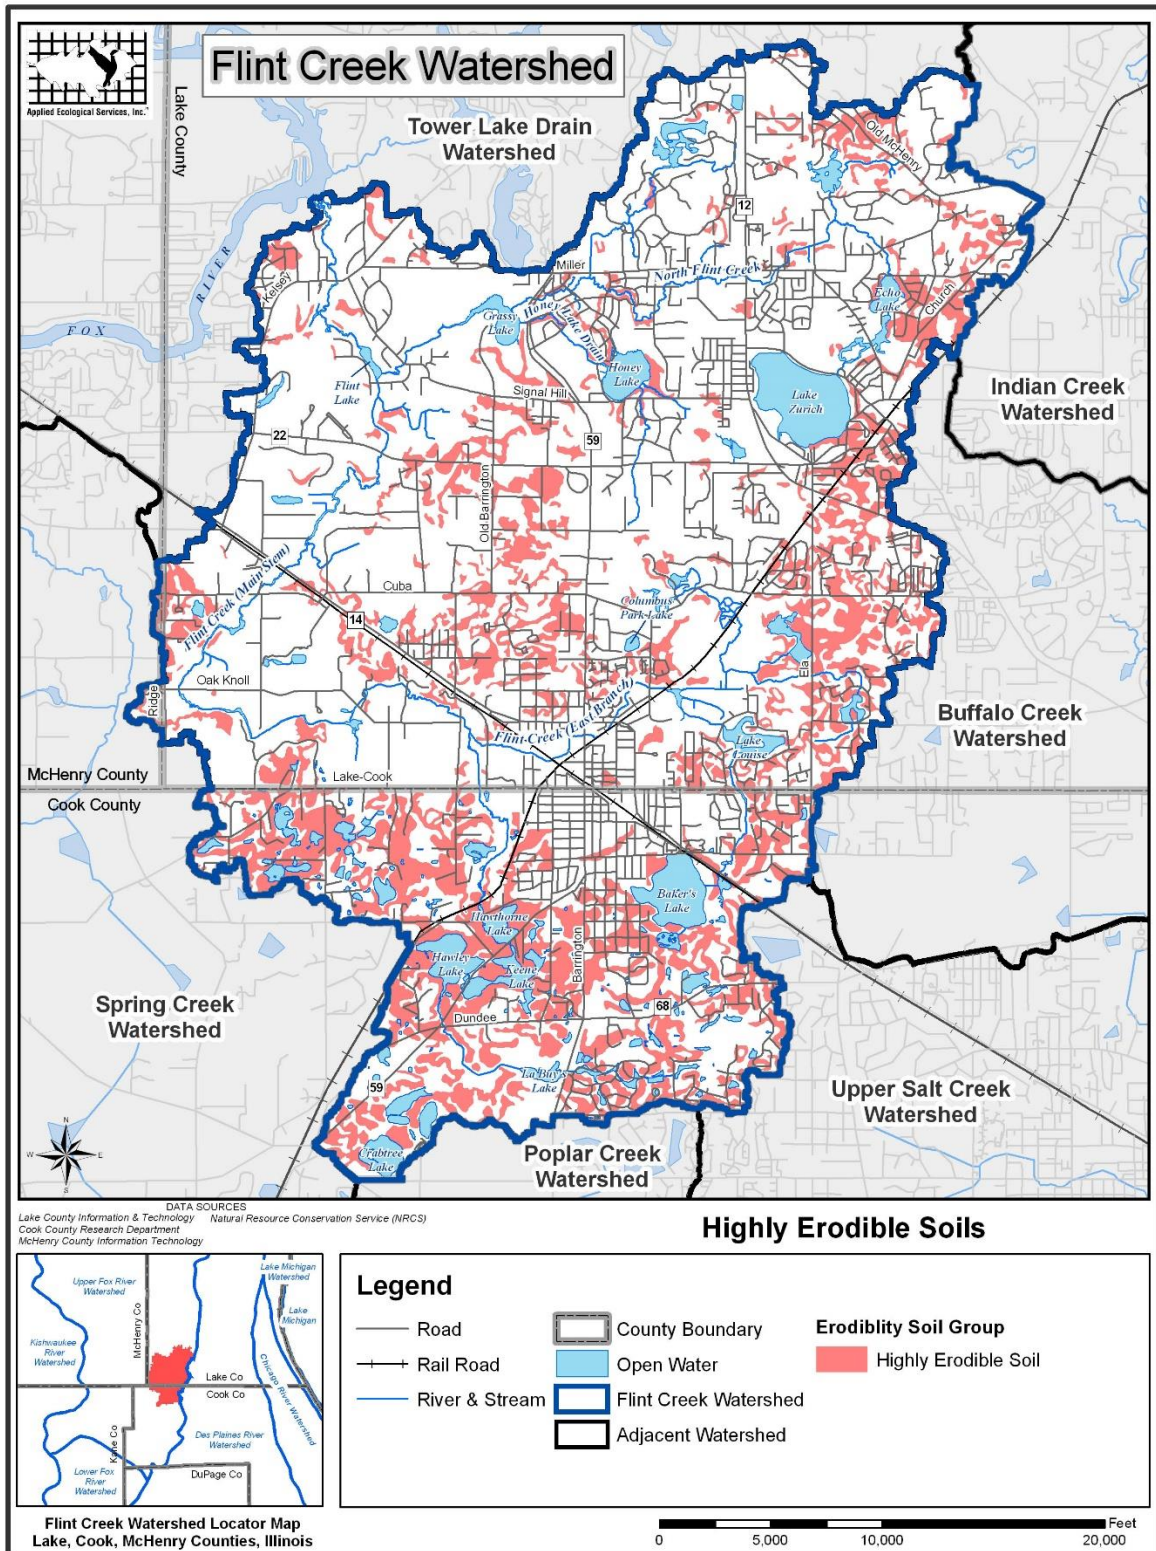 Applied Ecological Services, Inc.™
Flint Creek Watershed
Lake County
Tower Lake Drain
Watershed
Old McHenry
12
Miller
North Flint Creek
Kelsey
RIVER
FOX
Grassy
Lake
Honey
Lake Drain
Echo
Lake
Church
Flint
Lake
Honey
Lake
Signal Hill
Lake
Zurich
Indian Creek
Watershed
22
59
Old Barrington
Flint Creek (Main Stem)
Cuba
Columbus
Park Lake
14
Oak Knoll
Ridge
Ela
Flint Creek (East Branch)
Lake
Louise
Buffalo Creek
Watershed
McHenry County
Lake-Cook
Cook County
Baker's
Lake
Hawthorne
Lake
Hawley
Lake
Keene
Lake
Barrington
Spring Creek
Watershed
Dundee
68
59
La Buy's
Lake
Upper Salt Creek
Watershed
Crabtree
Lake
Poplar Creek
Watershed
N
W
E
S
DATA SOURCES
Lake County Information & Technology
Natural Resource Conservation Service (NRCS)
Cook County Research Department
McHenry County Information Technology
Highly Erodible Soils
Upper Fox River
Watershed
Lake Michigan
Watershed
McHenry Co
Lake
Michigan
Kishwaukee
River
Watershed
Chicago River Watershed
Lake Co
Cook Co
Kane Co
Des Plaines River
Watershed
Lower Fox
River
Watershed
DuPage Co
Flint Creek Watershed Locator Map
Lake, Cook, McHenry Counties, Illinois
Legend
Road
Rail Road
River & Stream
County Boundary
Open Water
Flint Creek Watershed
Adjacent Watershed
Erodiblity Soil Group
Highly Erodible Soil
Feet
0
5,000
10,000
20,000